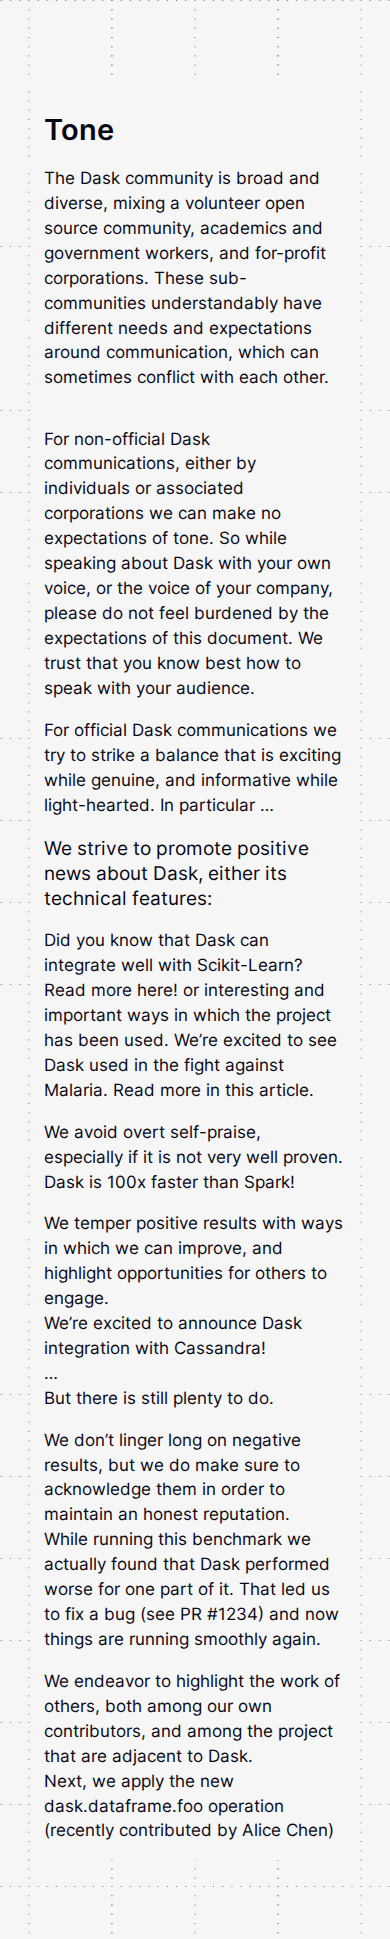 Tone
The Dask community is broad and
diverse, mixing a volunteer open
source community, academics and
government workers, and for-profit
corporations. These sub-
communities understandably have
different needs and expectations
around communication, which can
sometimes conflict with each other.
For non-official Dask
communications, either by
individuals or associated
corporations we can make no
expectations of tone. So while
speaking about Dask with your own
voice, or the voice of your company,
please do not feel burdened by the
expectations of this document. We
trust that you know best how to
speak with your audience.
For official Dask communications we
try to strike a balance that is exciting
while genuine, and informative while
light-hearted. In particular ...
We strive to promote positive
news about Dask, either its
technical features:
Did you know that Dask can
integrate well with Scikit-Learn?
Read more here! or interesting and
important ways in which the project
has been used. We’re excited to see
Dask used in the fight against
Malaria. Read more in this article.
We avoid overt self-praise,
especially if it is not very well proven.
Dask is 100x faster than Spark!
We temper positive results with ways
in which we can improve, and
highlight opportunities for others to
engage.
We’re excited to announce Dask
integration with Cassandra!
...
But there is still plenty to do.
We don’t linger long on negative
results, but we do make sure to
acknowledge them in order to
maintain an honest reputation.
While running this benchmark we
actually found that Dask performed
worse for one part of it. That led us
to fix a bug (see PR #1234) and now
things are running smoothly again.
We endeavor to highlight the work of
others, both among our own
contributors, and among the project
that are adjacent to Dask.
Next, we apply the new
dask.dataframe.foo operation
(recently contributed by Alice Chen)